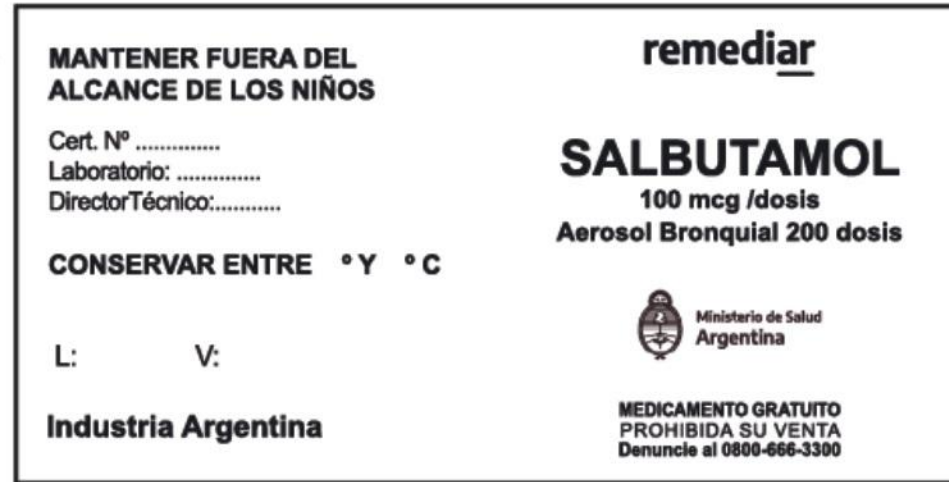 MANTENER FUERA DEL
ALCANCE DE LOS NIÑOS
Cert. Nº ..............
Laboratorio: ..............
DirectorTécnico:...........
CONSERVAR ENTRE º Y º C
L: V:
Industria Argentina
remediar
SALBUTAMOL
100 mcg /dosis
Aerosol Bronquial 200 dosis
Ministerio de Salud
Argentina
MEDICAMENTO GRATUITO
PROHIBIDA SU VENTA
Denuncie al 0800-666-3300